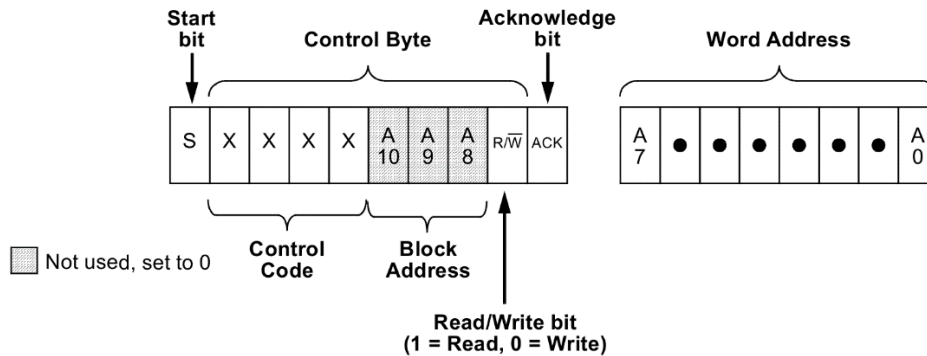 Start
bit
Control Byte
Acknowledge
bit
Word Address
S
X
X
X
X
A
10
A
9
A
8
R/W̅
ACK
A
7
A
0
Control
Code
Block
Address
Not used, set to 0
Read/Write bit
(1 = Read, 0 = Write)